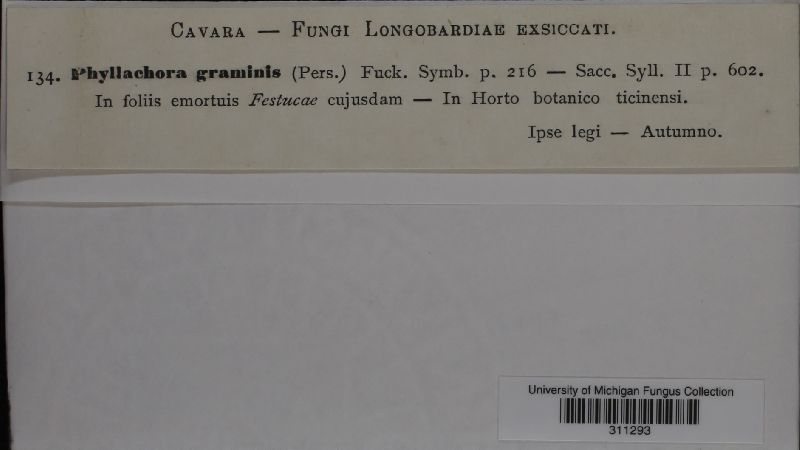 Cavara — Fungi Longobardiae exsiccati.
134. Phyllachora graminis (Pers.) Fuck. Symb. p. 216 — Sacc. Syll. II p. 602.
In foliis emortuis Festucae cujusdam — In Horto botanico ticinensi.
Ipse legi — Autumno.
University of Michigan Fungus Collection
311293